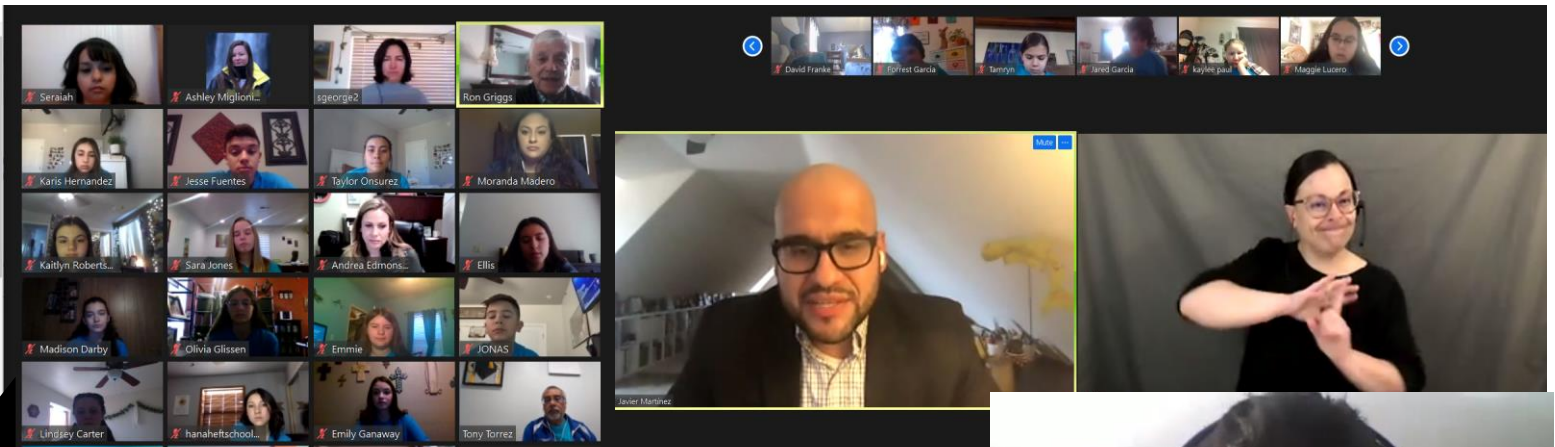 Seraiah
Ashley Miglioni...
sgeorge2
Ron Griggs
Karis Hernandez
Jesse Fuentes
Taylor Onsurez
Moranda Madero
Kaitlyn Roberts...
Sara Jones
Andrea Edmons...
Ellis
Madison Darby
Olivia Glissen
Emmie
JONAS
Lindsey Carter
hanaheftschool...
Emily Ganaway
Tony Torrez
David Franke
Forrest Garcia
Tamryn
Jared Garcia
kaylee paul
Maggie Lucero
Mute
Javier Martinez